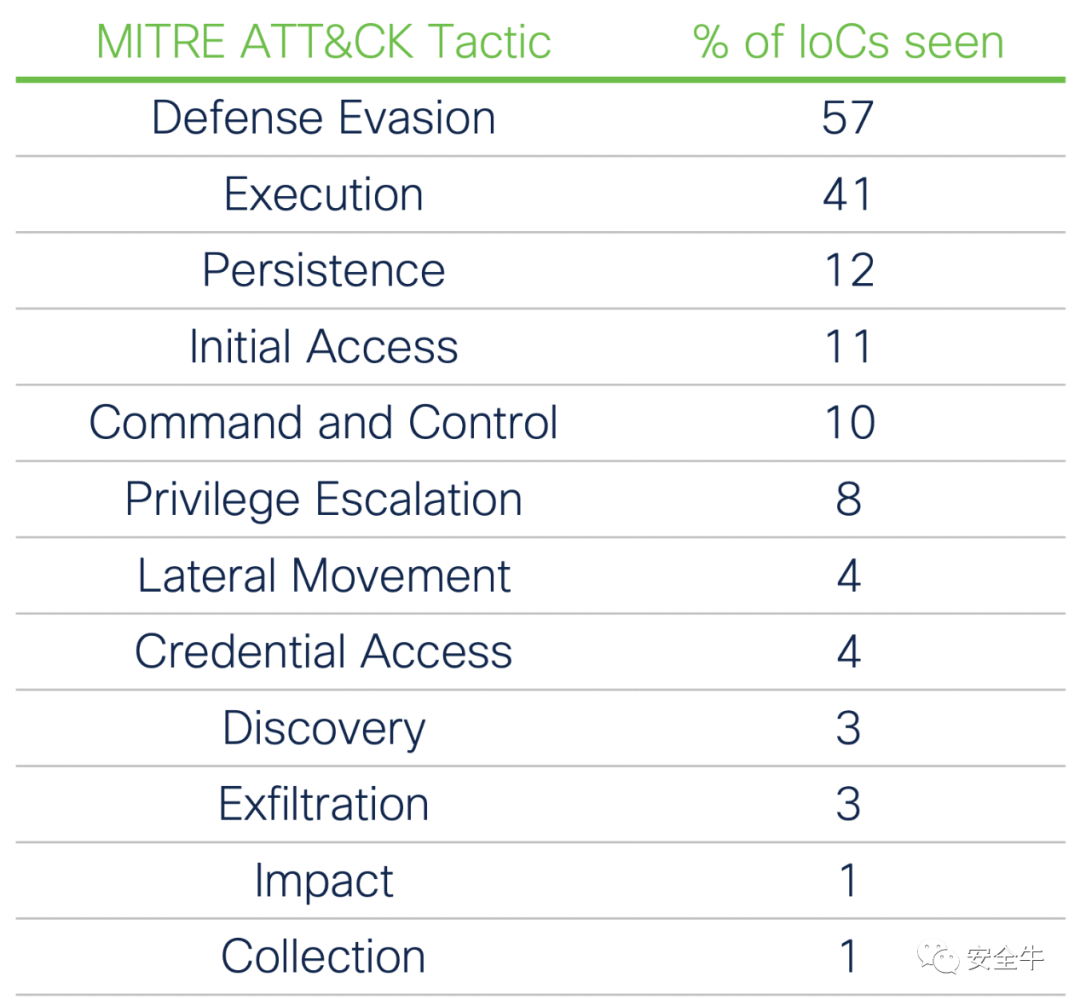 MITRE ATT&CK Tactic % of IoCs seen
Defense Evasion 57
Execution 41
Persistence 12
Initial Access 11
Command and Control 10
Privilege Escalation 8
Lateral Movement 4
Credential Access 4
Discovery 3
Exfiltration 3
Impact 1
Collection 1
安全牛